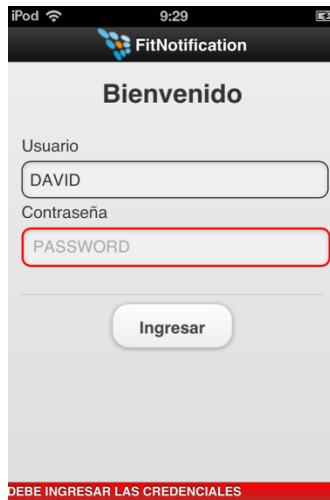 iPod 9:29
FitNotification
Bienvenido
Usuario
DAVID
Contraseña
PASSWORD
Ingresar
DEBE INGRESAR LAS CREDENCIALES